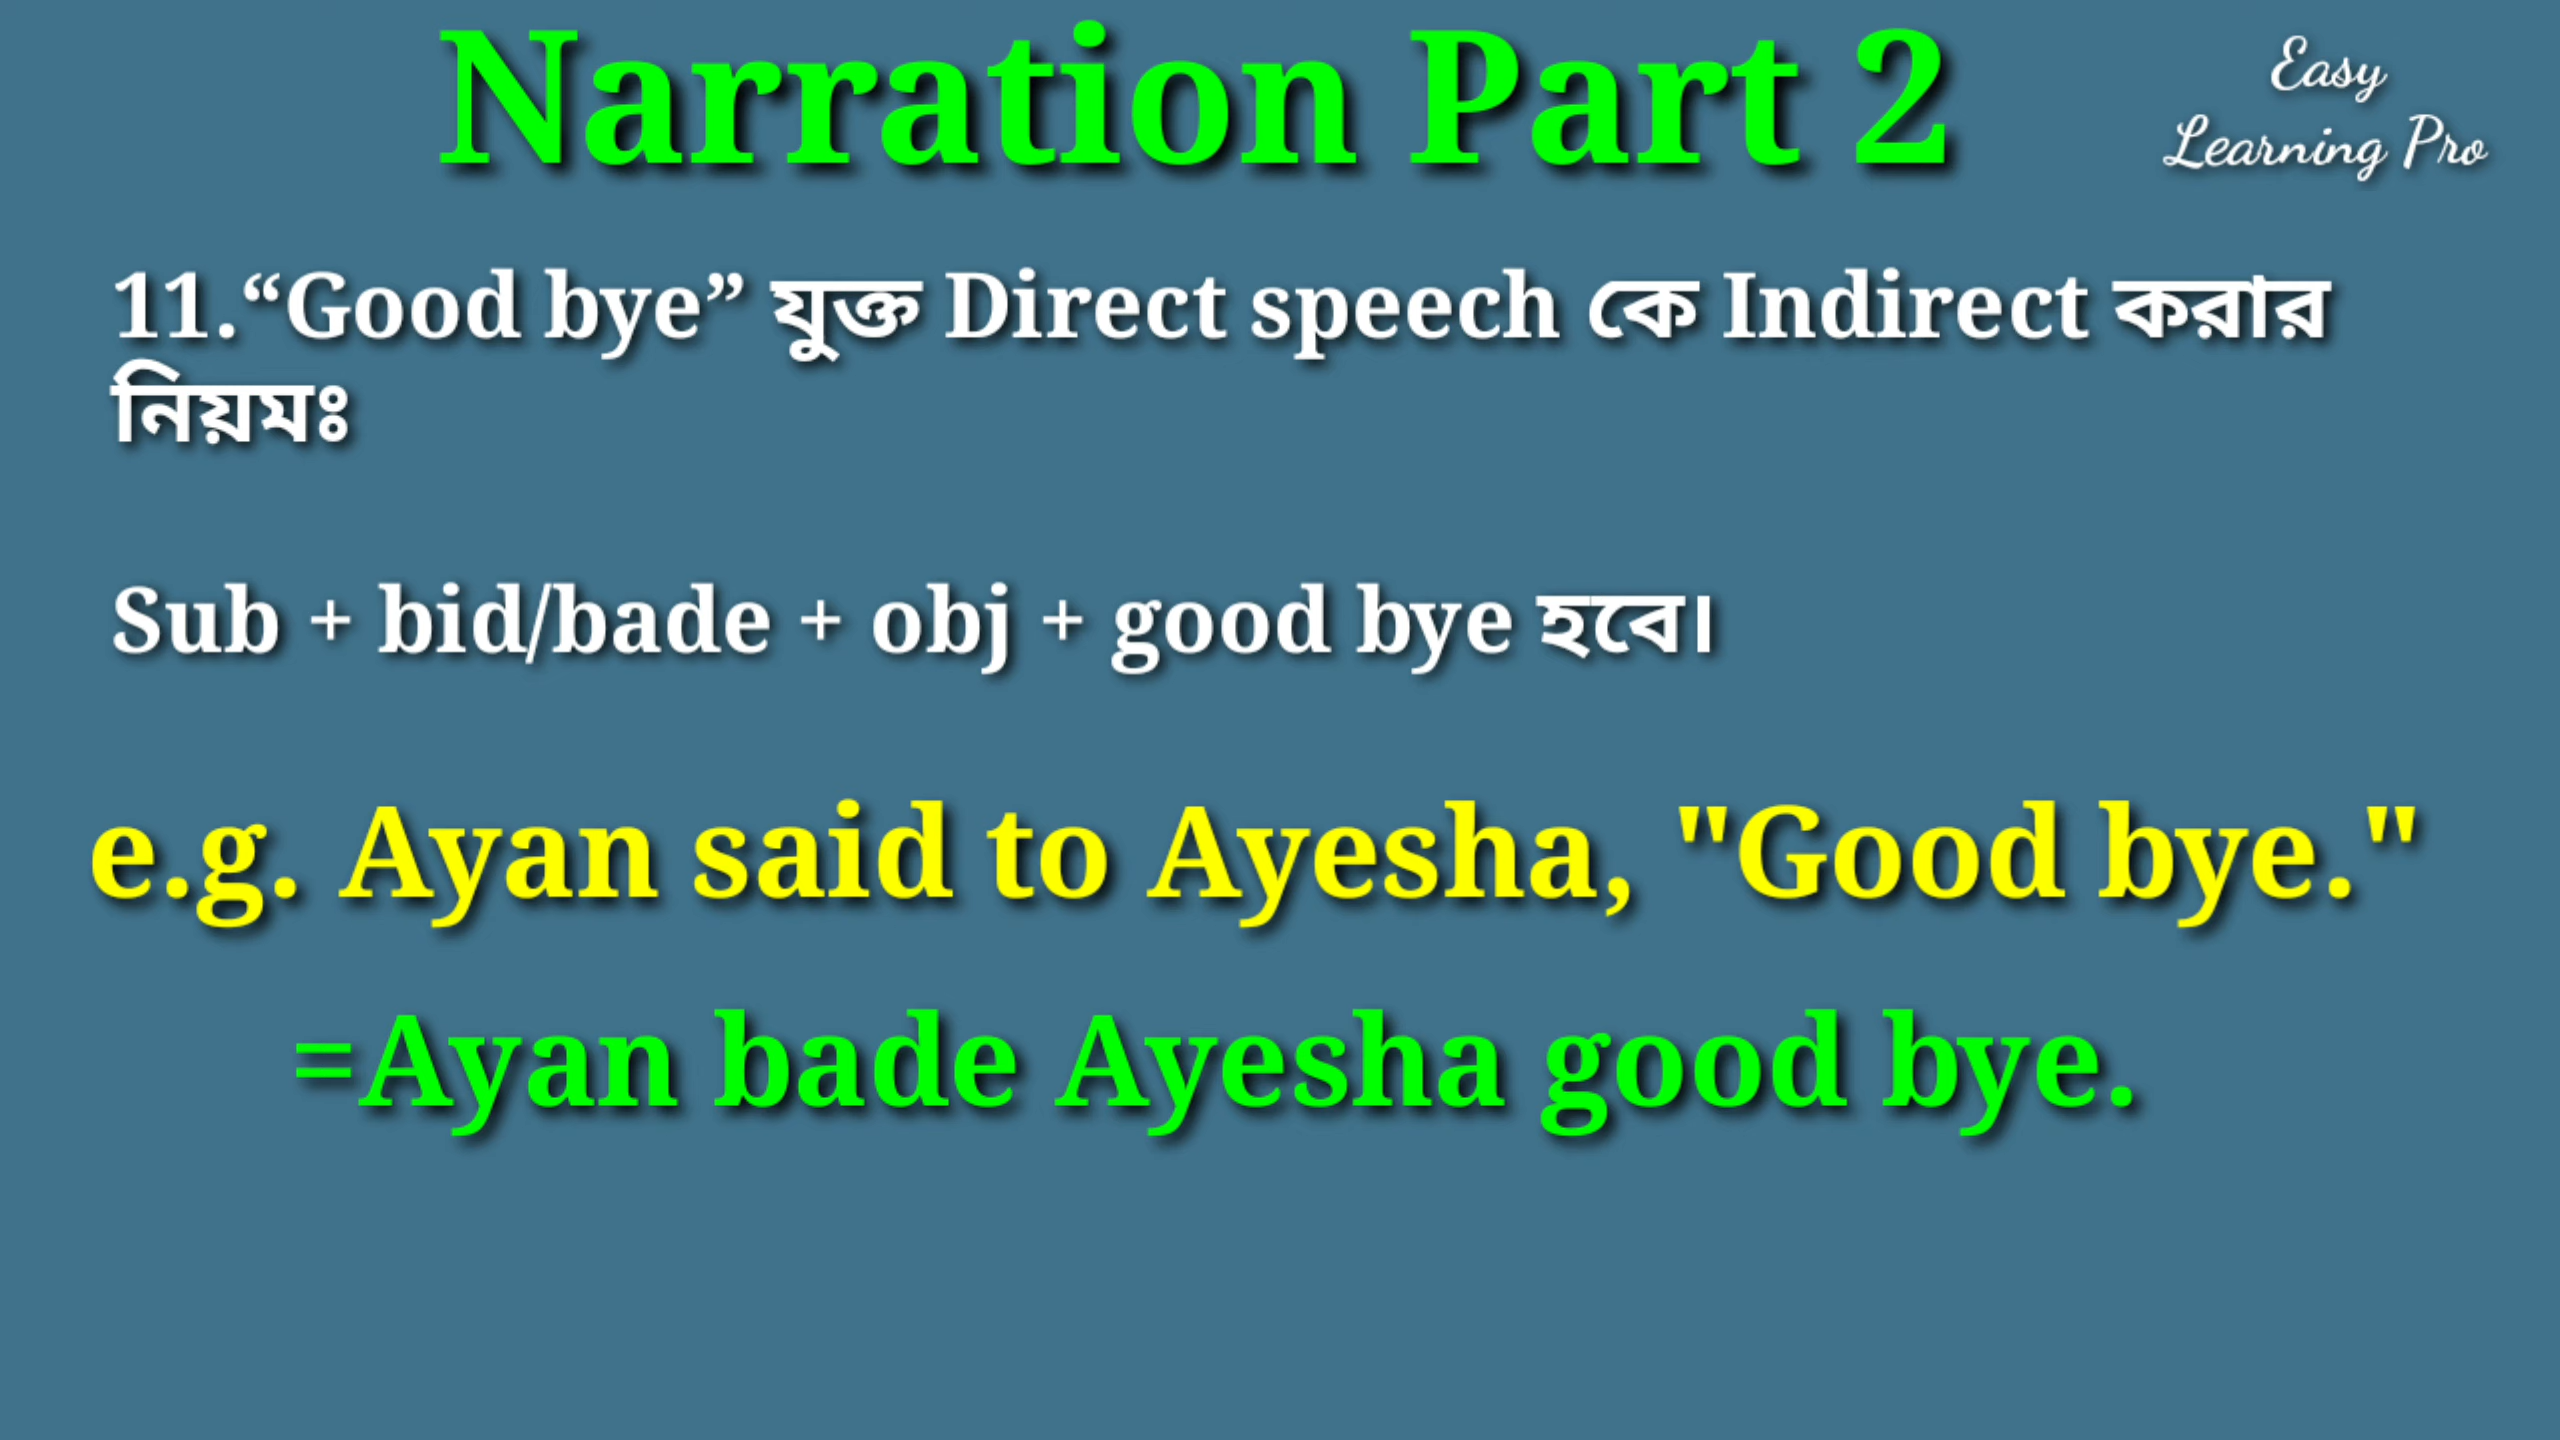 Narration Part 2
Easy
Learning Pro
11.“Good bye” যুক্ত Direct speech কে Indirect করার
নিয়মঃ
Sub + bid/bade + obj + good bye হবে।
e.g. Ayan said to Ayesha, "Good bye."
=Ayan bade Ayesha good bye.